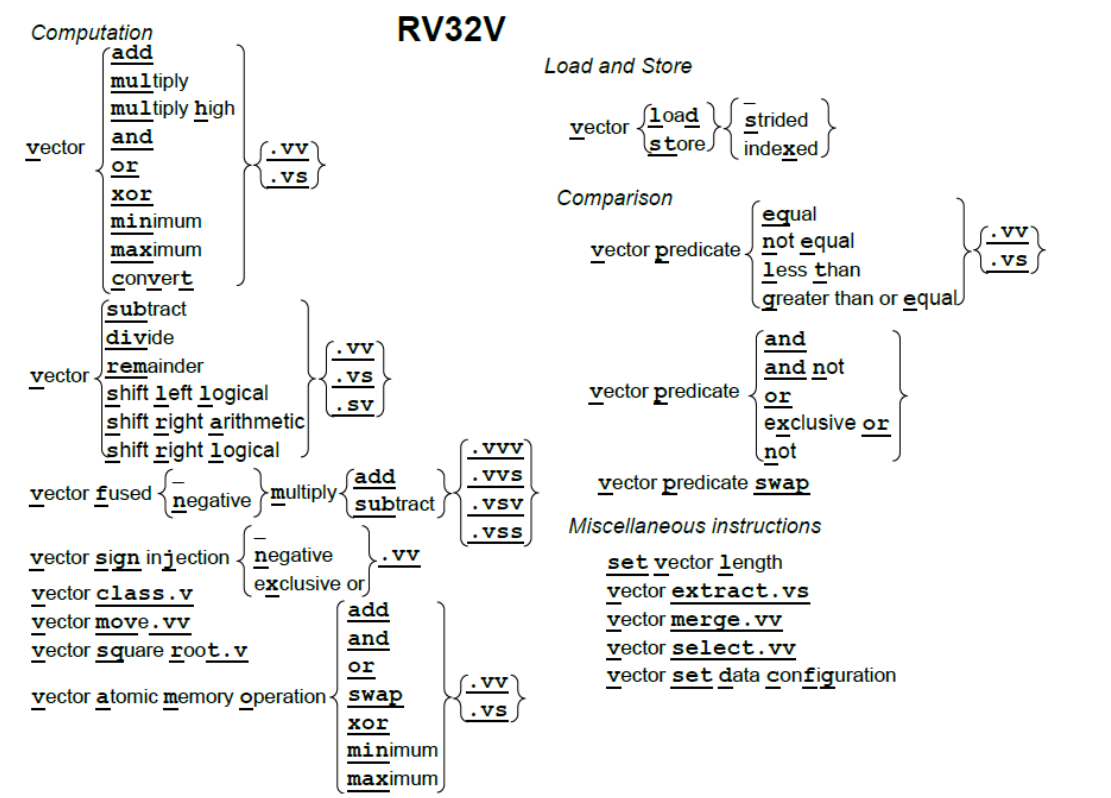 RV32V
Computation
vector
add
multiply
multiply high
and
or
xor
minimum
maximum
convert
.vv
.vs
vector
subtract
divide
remainder
shift left logical
shift right arithmetic
shift right logical
.vv
.vs
.sv
vector fused
–
negative
multiply
add
subtract
.vvv
.vvs
.vsv
.vss
vector sign injection
–
negative
exclusive or
.vv
vector class.v
vector move.vv
vector square root.v
vector atomic memory operation
add
and
or
swap
xor
minimum
maximum
.vv
.vs
Load and Store
vector
load
store
–
strided
indexed
Comparison
vector predicate
equal
not equal
less than
greater than or equal
.vv
.vs
vector predicate
and
and not
or
exclusive or
not
vector predicate swap
Miscellaneous instructions
set vector length
vector extract.vs
vector merge.vv
vector select.vv
vector set data configuration